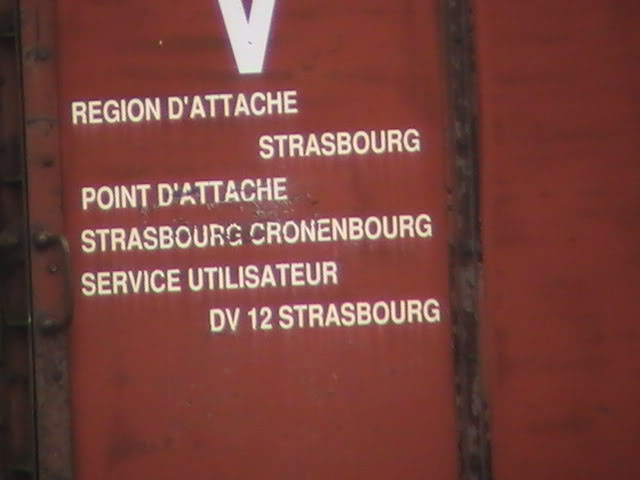 V
REGION D'ATTACHE
STRASBOURG
POINT D'ATTACHE
STRASBOURG CRONENBOURG
SERVICE UTILISATEUR
DV 12 STRASBOURG